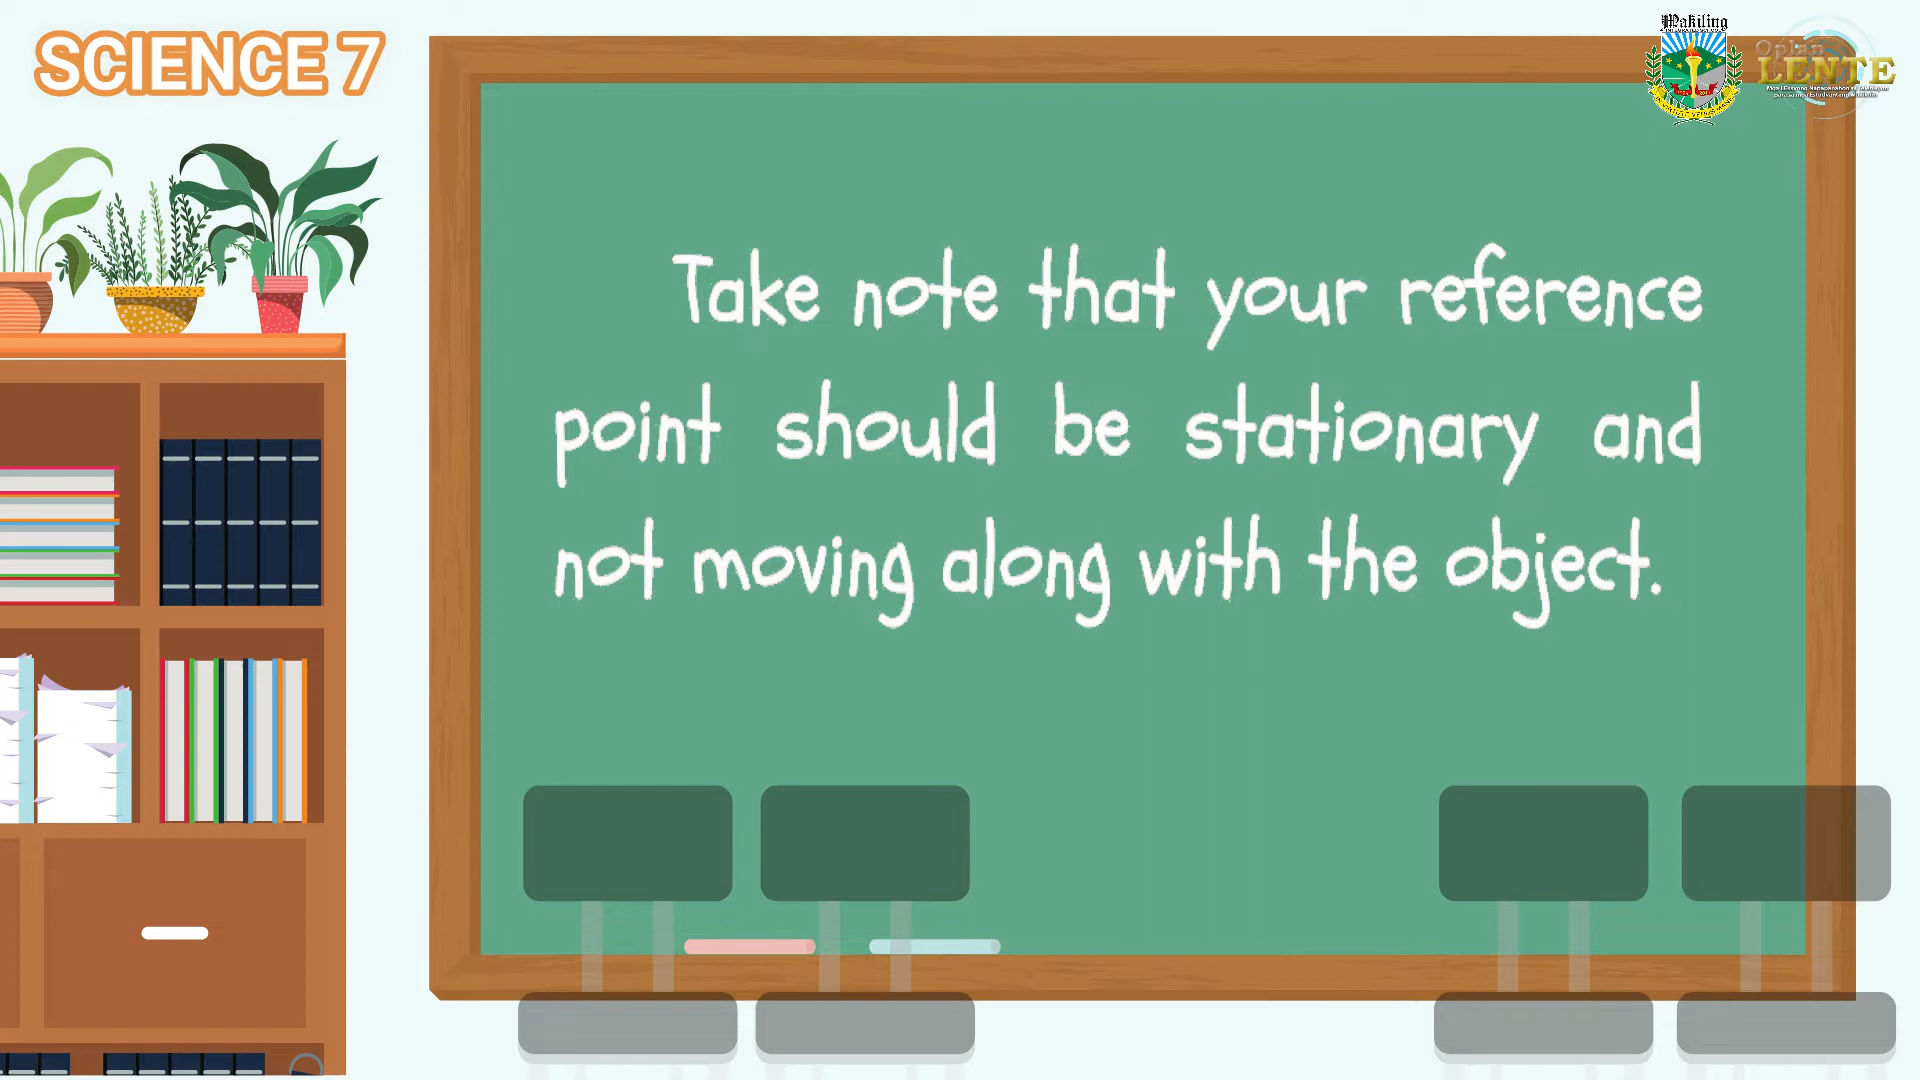 SCIENCE 7
Makiling
Oplan
LENTE
Take note that your reference
point should be stationary and
not moving along with the object.